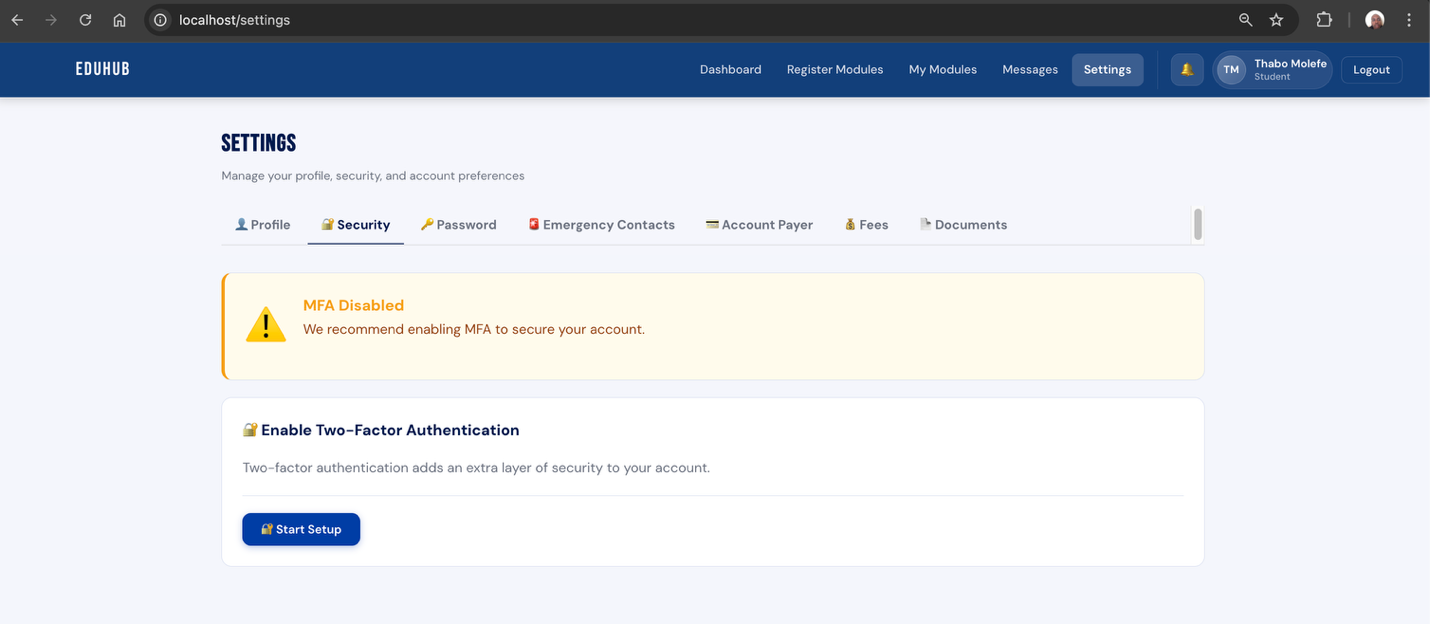 localhost/settings
EDUHUB
Dashboard Register Modules My Modules Messages Settings TM Thabo Molefe Logout
Student
SETTINGS
Manage your profile, security, and account preferences
Profile Security Password Emergency Contacts Account Payer Fees Documents
MFA Disabled
We recommend enabling MFA to secure your account.
Enable Two-Factor Authentication
Two-factor authentication adds an extra layer of security to your account.
Start Setup